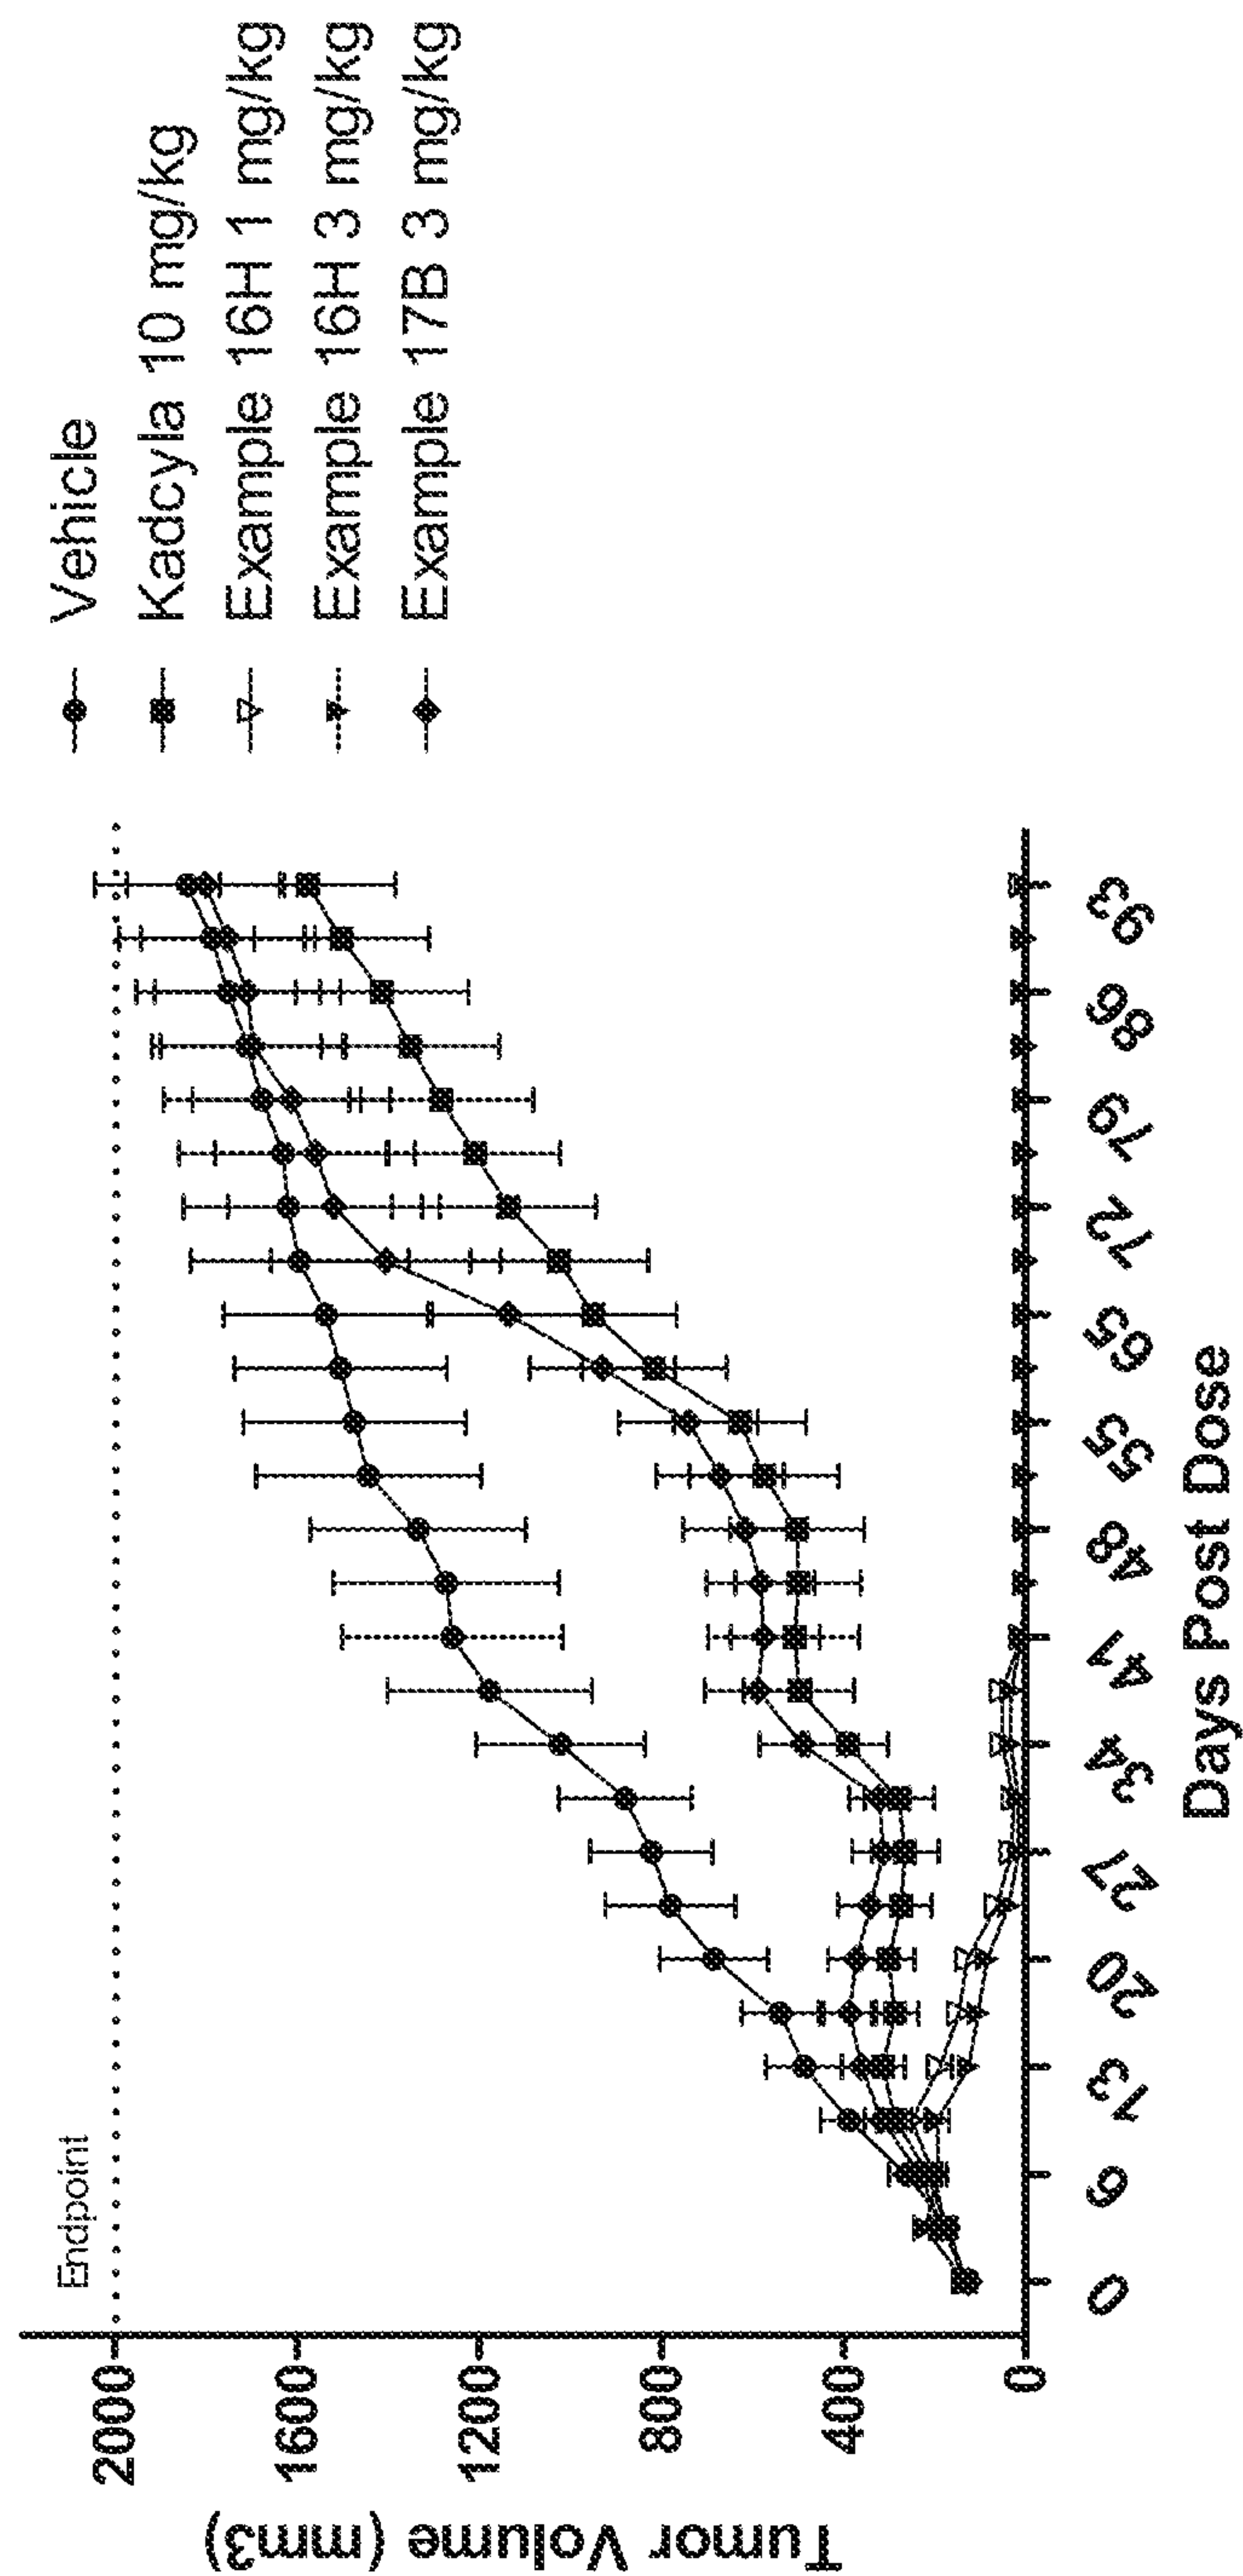 Vehicle
Kadcyla 10 mg/kg
Example 16H 1 mg/kg
Example 16H 3 mg/kg
Example 17B 3 mg/kg
Endpoint
Tumor Volume (mm3)
2000
1600
1200
800
400
0
0
6
13
20
27
34
41
48
55
65
72
79
86
93
Days Post Dose